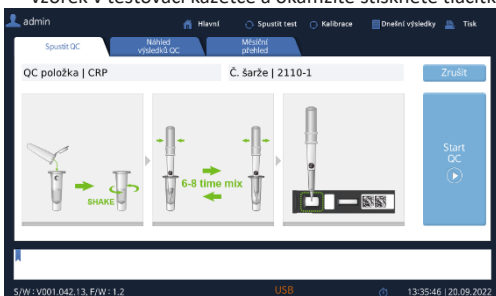 vzorek v testovací kazetce a okamžitě stiskněte tlačítk
admin
Hlavní
Spustit test
Kalibrace
Dnešní výsledky
Tisk
Spustit QC
Náhled
výsledků QC
Měsíční
přehled
QC položka | CRP
Č. šarže | 2110-1
Zrušit
SHAKE
6-8 time mix
Start
QC
S/W : V001.042.13, F/W : 1.2
USB
13:35:46 | 20.09.2022